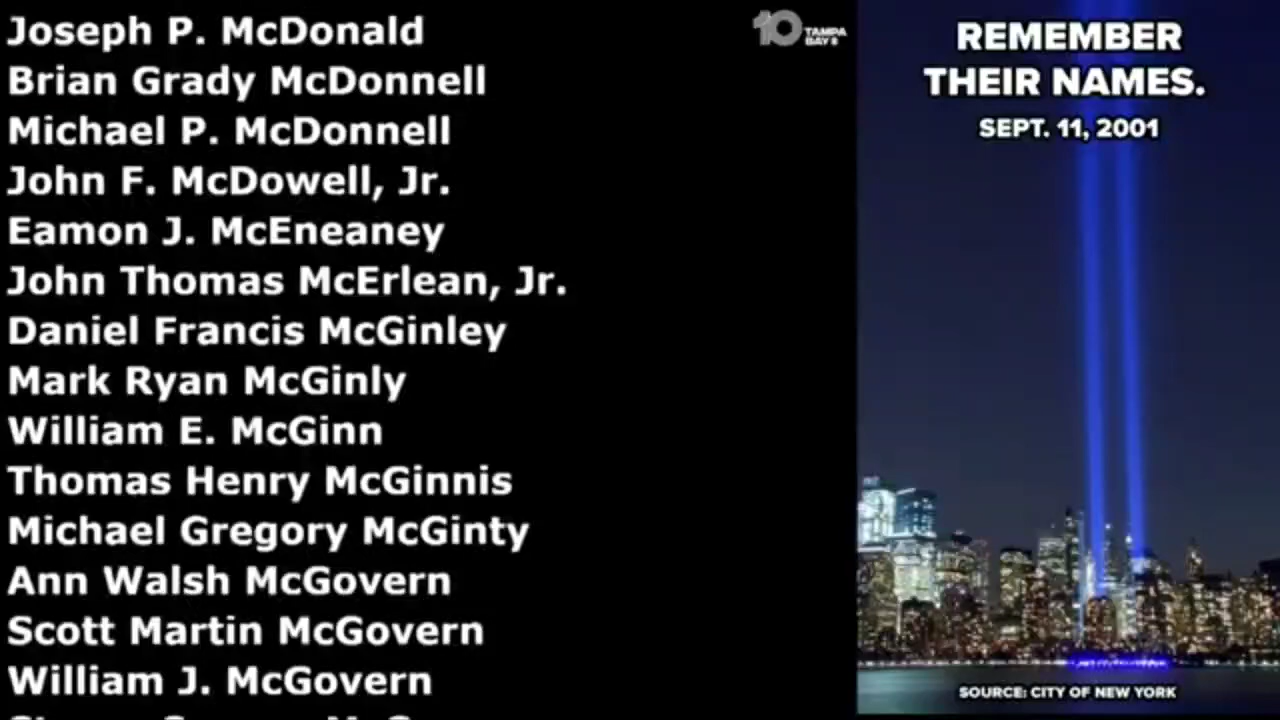 Joseph P. McDonald
Brian Grady McDonnell
Michael P. McDonnell
John F. McDowell, Jr.
Eamon J. McEneaney
John Thomas McErlean, Jr.
Daniel Francis McGinley
Mark Ryan McGinly
William E. McGinn
Thomas Henry McGinnis
Michael Gregory McGinty
Ann Walsh McGovern
Scott Martin McGovern
William J. McGovern
10 TAMPA
BAY
REMEMBER
THEIR NAMES.
SEPT. 11, 2001
SOURCE: CITY OF NEW YORK